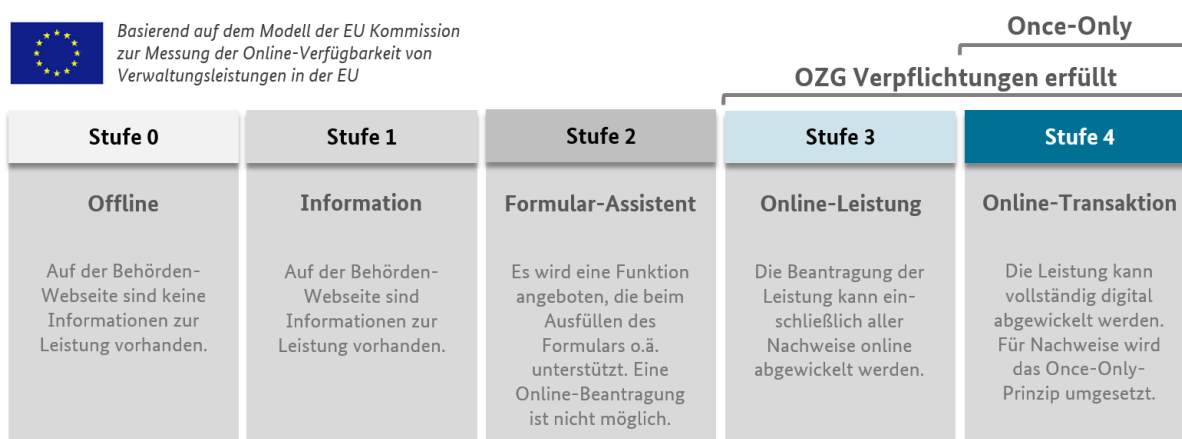 Basierend auf dem Modell der EU Kommission
zur Messung der Online-Verfügbarkeit von
Verwaltungsleistungen in der EU
Once-Only
OZG Verpflichtungen erfüllt
Stufe 0
Offline
Auf der Behörden-
Webseite sind keine
Informationen zur
Leistung vorhanden.
Stufe 1
Information
Auf der Behörden-
Webseite sind
Informationen zur
Leistung vorhanden.
Stufe 2
Formular-Assistent
Es wird eine Funktion
angeboten, die beim
Ausfüllen des
Formulars o.ä.
unterstützt. Eine
Online-Beantragung
ist nicht möglich.
Stufe 3
Online-Leistung
Die Beantragung der
Leistung kann ein-
schließlich aller
Nachweise online
abgewickelt werden.
Stufe 4
Online-Transaktion
Die Leistung kann
vollständig digital
abgewickelt werden.
Für Nachweise wird
das Once-Only-
Prinzip umgesetzt.